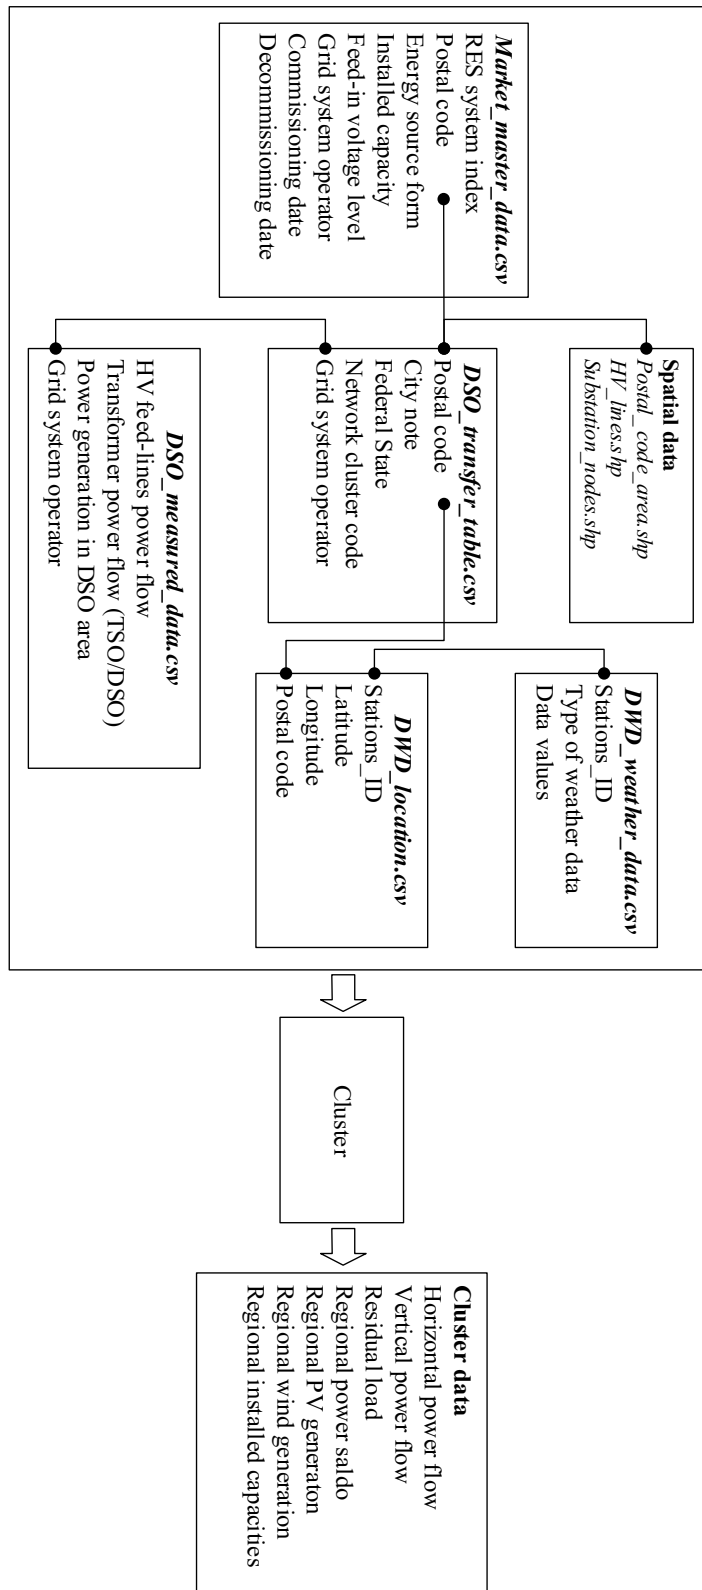 Market_master_data.csv
RES system index
Postal code
Energy source form
Installed capacity
Feed-in voltage level
Grid system operator
Commissioning date
Decommissioning date
Spatial data
Postal_code_area.shp
HV_lines.shp
Substation_nodes.shp
DSO_transfer_table.csv
Postal code
City note
Federal State
Network cluster code
Grid system operator
DSO_measured_data.csv
HV feed-lines power flow
Transformer power flow (TSO/DSO)
Power generation in DSO area
Grid system operator
DWD_weather_data.csv
Stations_ID
Type of weather data
Data values
DWD_location.csv
Stations_ID
Latitude
Longitude
Postal code
Cluster
Cluster data
Horizontal power flow
Vertical power flow
Residual load
Regional power saldo
Regional PV generaton
Regional wind generation
Regional installed capacities